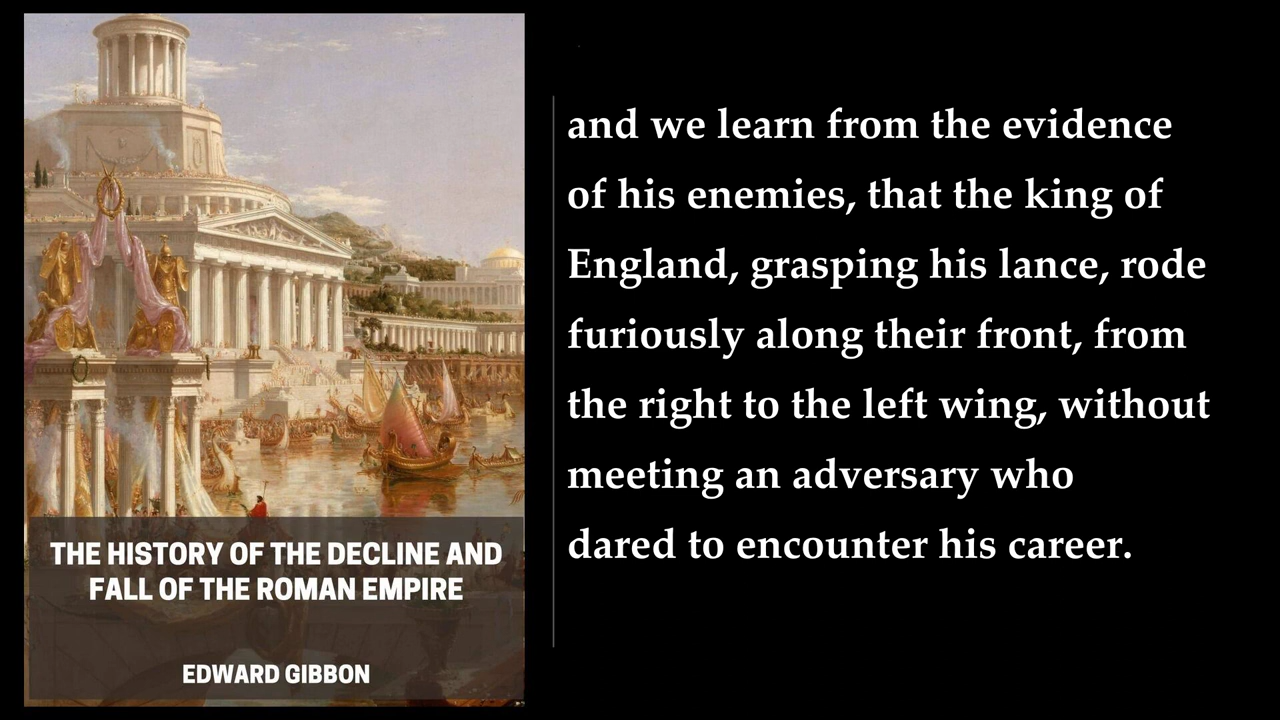 THE HISTORY OF THE DECLINE AND
FALL OF THE ROMAN EMPIRE
EDWARD GIBBON
and we learn from the evidence
of his enemies, that the king of
England, grasping his lance, rode
furiously along their front, from
the right to the left wing, without
meeting an adversary who
dared to encounter his career.